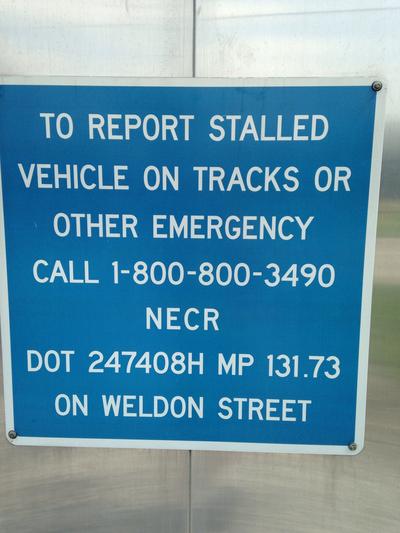 TO REPORT STALLED
VEHICLE ON TRACKS OR
OTHER EMERGENCY
CALL 1-800-800-3490
NECR
DOT 247408H MP 131.73
ON WELDON STREET